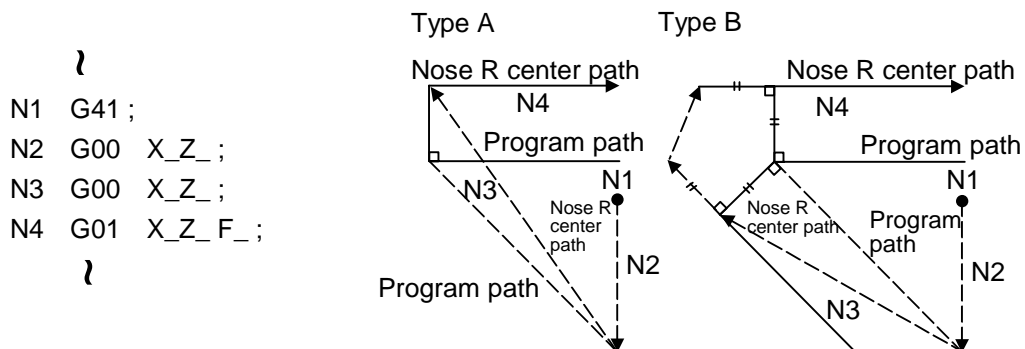 N1 G41 ;
N2 G00 X_Z_ ;
N3 G00 X_Z_ ;
N4 G01 X_Z_ F_ ;
Type A
Nose R center path
N4
Program path
N3
N1
Nose R
center
path
N2
Program path
Type B
Nose R center path
N4
Program path
N1
Nose R
center path
Program
path
N2
N3